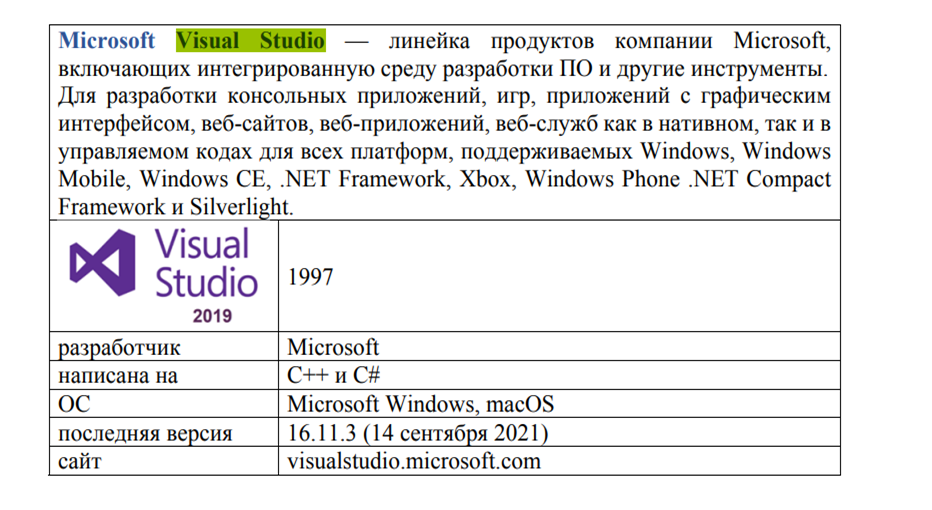 Microsoft Visual Studio — линейка продуктов компании Microsoft,
включающих интегрированную среду разработки ПО и другие инструменты.
Для разработки консольных приложений, игр, приложений с графическим
интерфейсом, веб-сайтов, веб-приложений, веб-служб как в нативном, так и в
управляемом кодах для всех платформ, поддерживаемых Windows, Windows
Mobile, Windows CE, .NET Framework, Xbox, Windows Phone .NET Compact
Framework и Silverlight.
Visual
Studio
2019
1997
разработчик Microsoft
написана на C++ и C#
ОС Microsoft Windows, macOS
последняя версия 16.11.3 (14 сентября 2021)
сайт visualstudio.microsoft.com